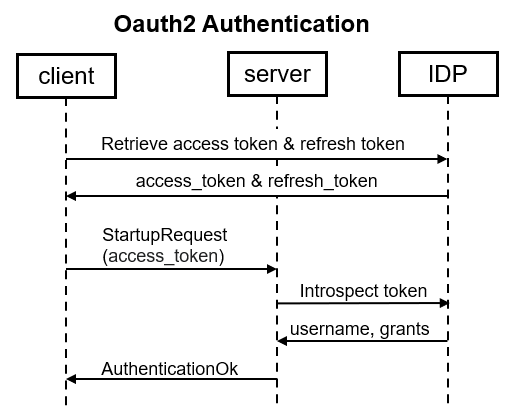 Oauth2 Authentication
client
server
IDP
Retrieve access token & refresh token
access_token & refresh_token
StartupRequest
(access_token)
Introspect token
username, grants
AuthenticationOk